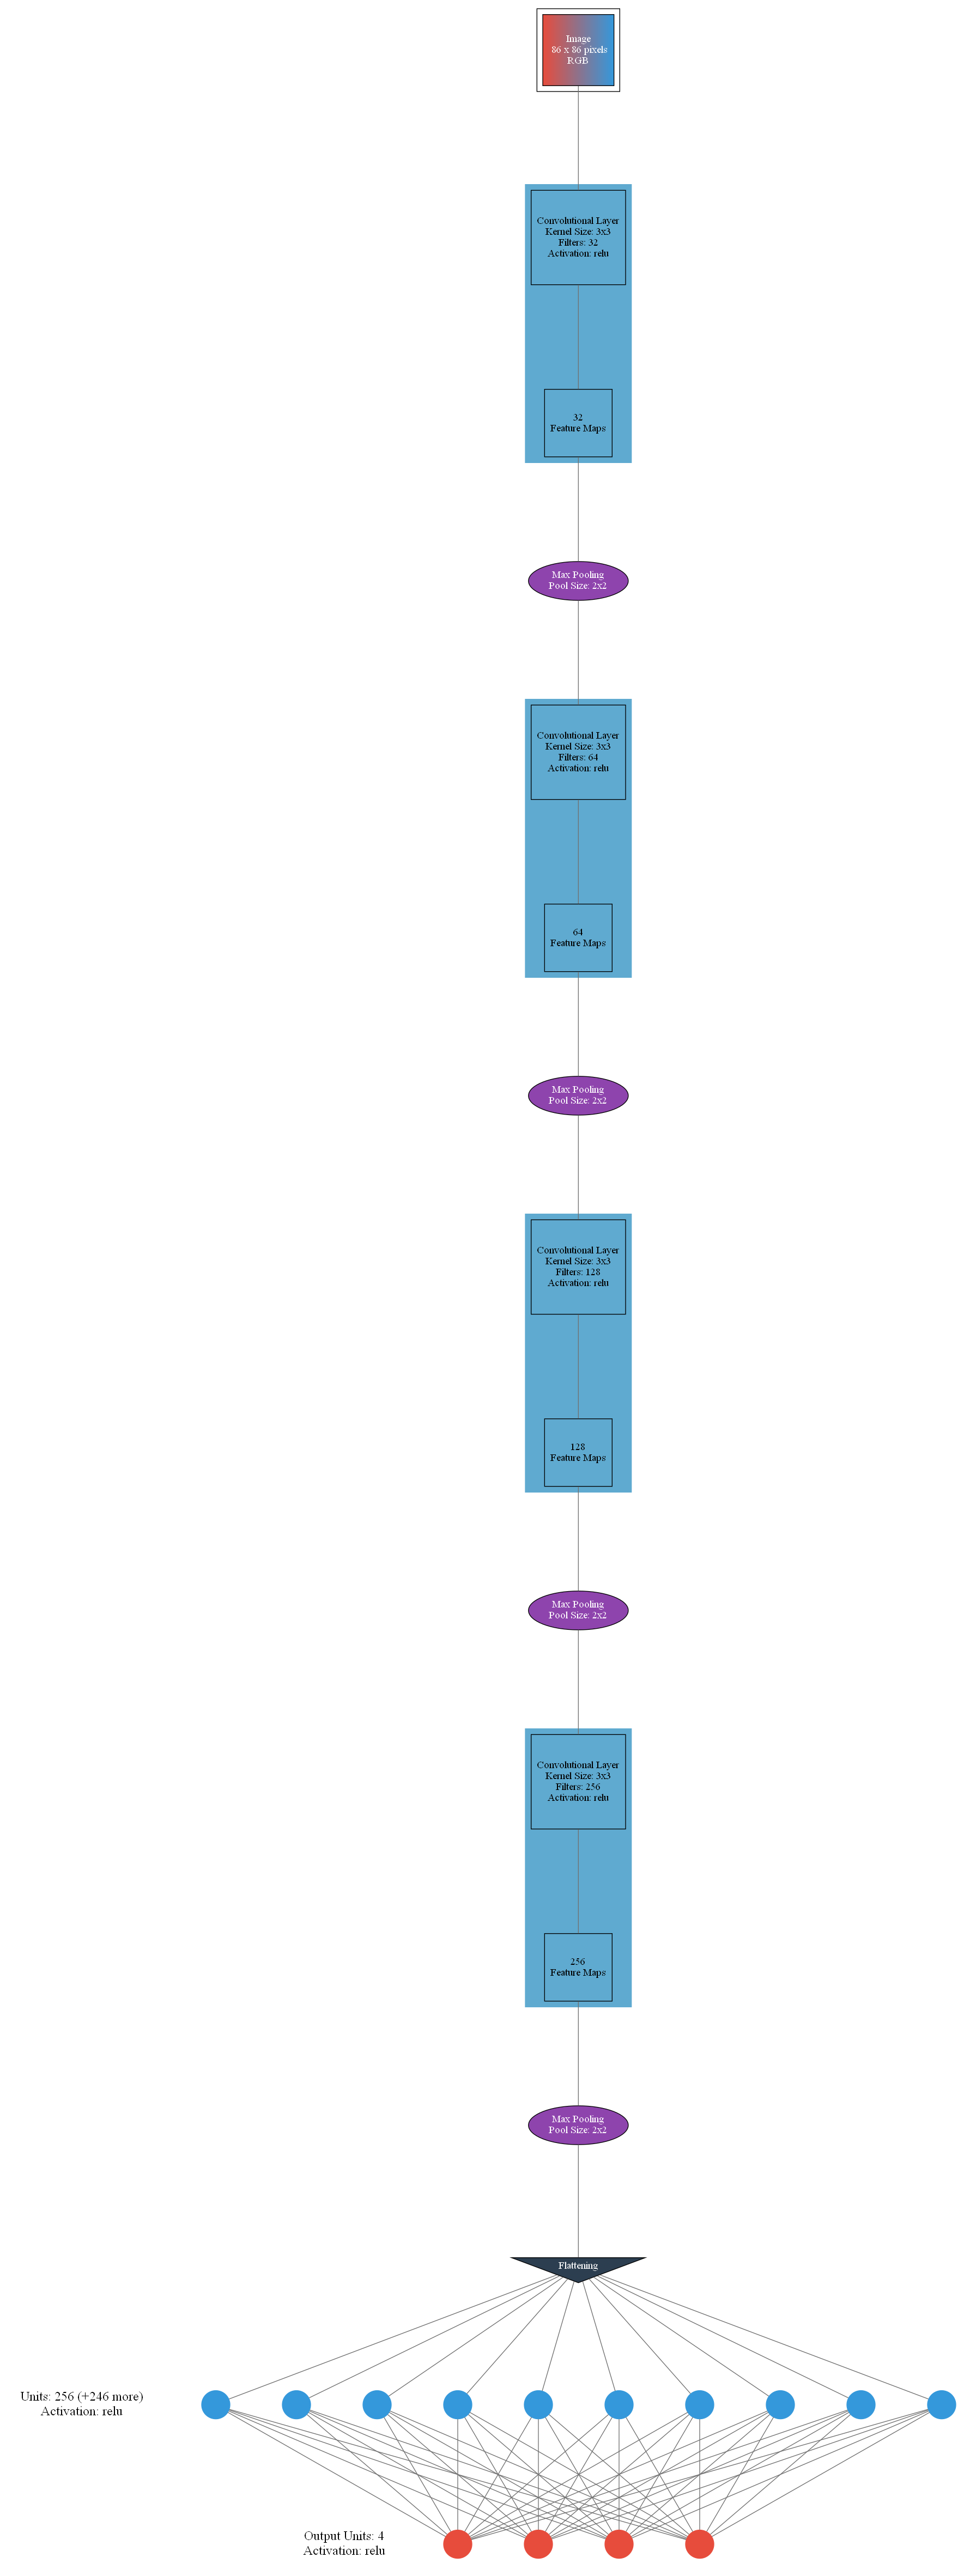 Image
86 x 86 pixels
RGB
Convolutional Layer
Kernel Size: 3x3
Filters: 32
Activation: relu
32
Feature Maps
Max Pooling
Pool Size: 2x2
Convolutional Layer
Kernel Size: 3x3
Filters: 64
Activation: relu
64
Feature Maps
Max Pooling
Pool Size: 2x2
Convolutional Layer
Kernel Size: 3x3
Filters: 128
Activation: relu
128
Feature Maps
Max Pooling
Pool Size: 2x2
Convolutional Layer
Kernel Size: 3x3
Filters: 256
Activation: relu
256
Feature Maps
Max Pooling
Pool Size: 2x2
Flattening
Units: 256 (+246 more)
Activation: relu
Output Units: 4
Activation: relu